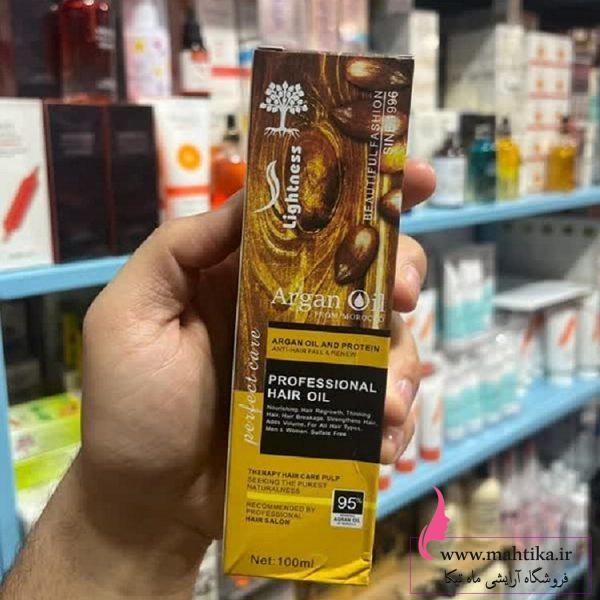 Lightness
BEAUTIFUL FASHION
SINE 1996
Argan Oil
FROM MOROCCO
perfect care
ARGAN OIL AND PROTEIN
ANTI-HAIR FALL & RENEW
PROFESSIONAL
HAIR OIL
Nourishing, Hair Regrowth, Thinning
Hair, Hair Breakage, Strengthens Hair,
Adds Volume, For All Hair Types,
Men & Women. Sulfate Free
THERAPY HAIR CARE PULP
SEEKING THE PUREST
NATURALNESS
RECOMMENDED BY
PROFESSIONAL
HAIR SALON
95%
AGRAN OIL
Net: 100ml
www.mahtika.ir
فروشگاه آرایشی ماه تیکا